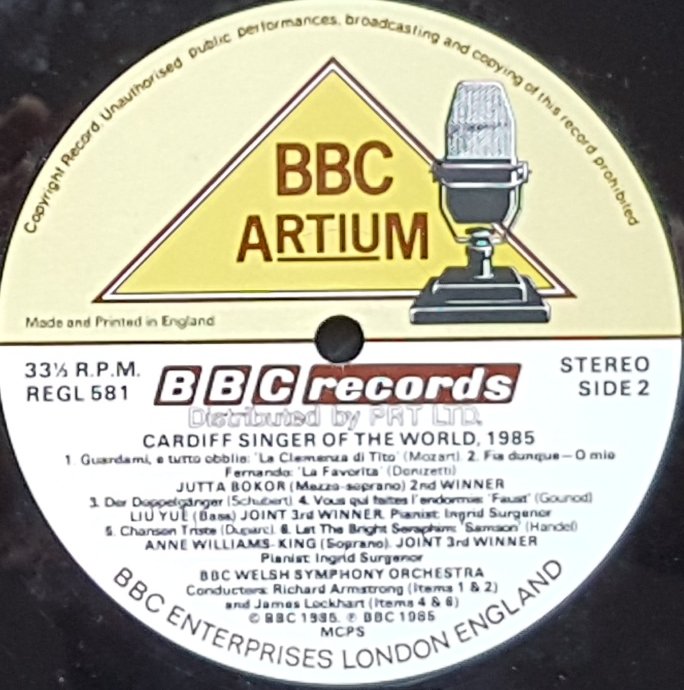 Copyright Record. Unauthorised public performances, broadcasting and copying of this record prohibited
BBC
ARTIUM
Made and Printed in England
33⅓ R.P.M.
REGL 581
BBC records
STEREO
SIDE 2
Distributed by PRT LTD.
CARDIFF SINGER OF THE WORLD, 1985
1. Guardami, e tutto obblio: 'La Clemenza di Tito' (Mozart) 2. Fia dunque—O mio
Fernando: 'La Favorita' (Donizetti)
JUTTA BOKOR (Mezzo-soprano) 2nd WINNER
3. Der Doppelgänger (Schubert) 4. Vous qui faites l'endormie: 'Faust' (Gounod)
LIU YUE (Bass) JOINT 3rd WINNER. Pianist: Ingrid Surgenor
5. Chanson Triste (Duparc). 6. Let The Bright Seraphim: 'Samson' (Handel)
ANNE WILLIAMS-KING (Soprano). JOINT 3rd WINNER
Pianist: Ingrid Surgenor
BBC WELSH SYMPHONY ORCHESTRA
Conductors: Richard Armstrong (Items 1 & 2)
and James Lockhart (Items 4 & 6)
© BBC 1985. ℗ BBC 1985
MCPS
BBC ENTERPRISES LONDON ENGLAND